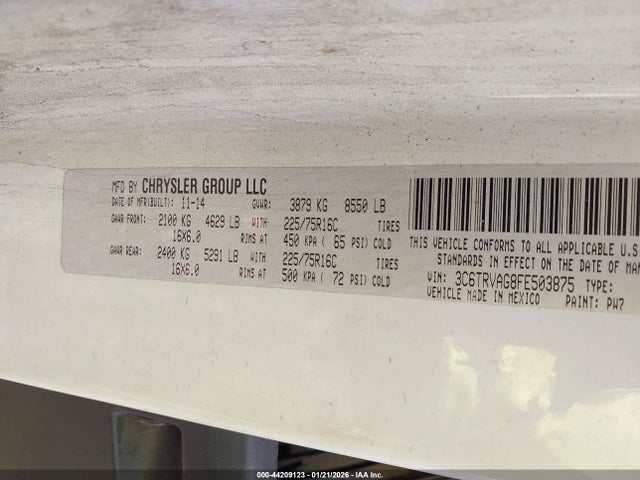 MFD BY CHRYSLER GROUP LLC
DATE OF MFR(BUILT): 11-14 GVWR: 3879 KG 8550 LB
GAWR FRONT: 2100 KG 4629 LB WITH 225/75R16C TIRES
16X6.0 RIMS AT 450 KPA ( 65 PSI) COLD
GAWR REAR: 2400 KG 5291 LB WITH 225/75R16C TIRES
16X6.0 RIMS AT 500 KPA ( 72 PSI) COLD
THIS VEHICLE CONFORMS TO ALL APPLICABLE U.S.
STANDARDS IN EFFECT ON THE DATE OF MAN
VIN: 3C6TRVAG8FE503875 TYPE:
VEHICLE MADE IN MEXICO PAINT: PW7
000-44209123 - 01/21/2026 - IAAI.COM